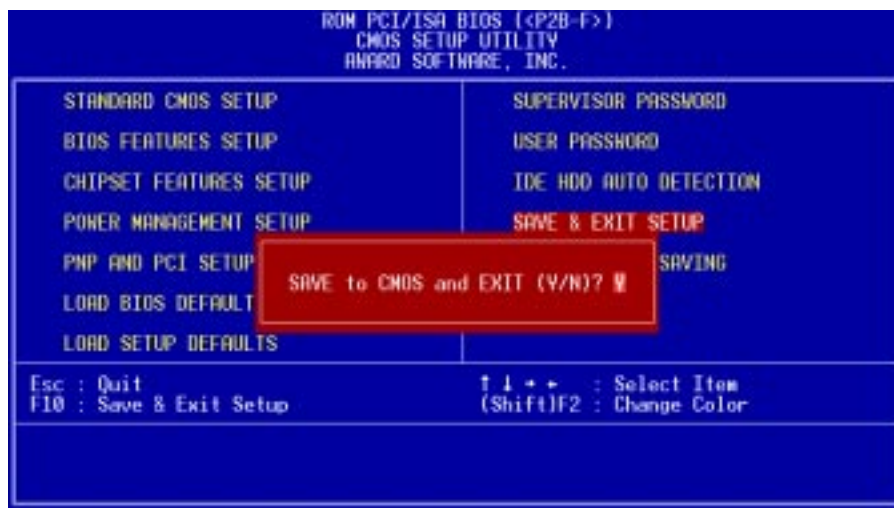 ROM PCI/ISA BIOS (<P2B-F>)
CMOS SETUP UTILITY
AWARD SOFTWARE, INC.
STANDARD CMOS SETUP
BIOS FEATURES SETUP
CHIPSET FEATURES SETUP
POWER MANAGEMENT SETUP
PNP AND PCI SETUP
LOAD BIOS DEFAULT
LOAD SETUP DEFAULTS
SUPERVISOR PASSWORD
USER PASSWORD
IDE HDD AUTO DETECTION
SAVE & EXIT SETUP
SAVING
SAVE to CMOS and EXIT (Y/N)? Y
Esc : Quit
F10 : Save & Exit Setup
↑ ↓ → ← : Select Item
(Shift)F2 : Change Color